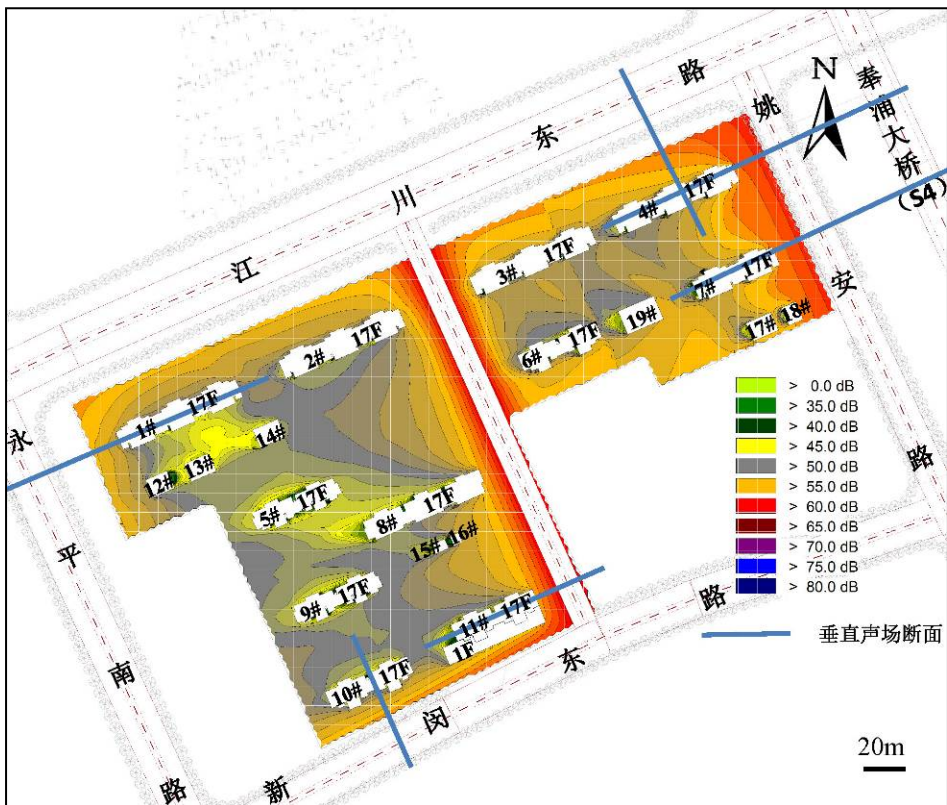 江川东路
姚安路
奉浦大桥
(S4)
N
永平南路
新闵东路
1# 17F
2# 17F
3# 17F
4# 17F
5# 17F
6# 17F
7# 17F
8# 17F
9# 17F
10# 17F
11# 17F
1F
12#
13#
14#
15#
16#
17#
18#
19#
> 0.0 dB
> 35.0 dB
> 40.0 dB
> 45.0 dB
> 50.0 dB
> 55.0 dB
> 60.0 dB
> 65.0 dB
> 70.0 dB
> 75.0 dB
> 80.0 dB
垂直声场断面
20m